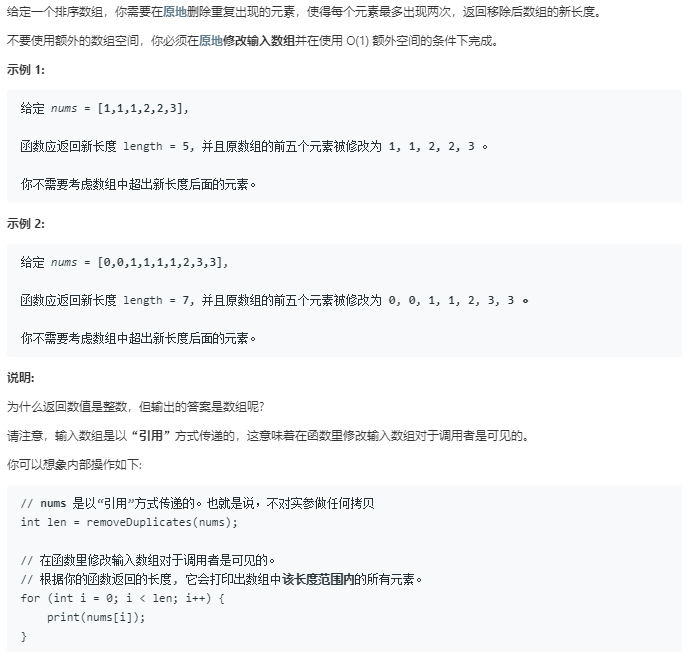 给定一个排序数组，你需要在原地删除重复出现的元素，使得每个元素最多出现两次，返回移除后数组的新长度。
不要使用额外的数组空间，你必须在原地修改输入数组并在使用 O(1) 额外空间的条件下完成。
示例 1:
给定 nums = [1,1,1,2,2,3],
函数应返回新长度 length = 5, 并且原数组的前五个元素被修改为 1, 1, 2, 2, 3 。
你不需要考虑数组中超出新长度后面的元素。
示例 2:
给定 nums = [0,0,1,1,1,1,2,3,3],
函数应返回新长度 length = 7, 并且原数组的前五个元素被修改为 0, 0, 1, 1, 2, 3, 3 。
你不需要考虑数组中超出新长度后面的元素。
说明:
为什么返回数值是整数，但输出的答案是数组呢?
请注意，输入数组是以“引用”方式传递的，这意味着在函数里修改输入数组对于调用者是可见的。
你可以想象内部操作如下:
// nums 是以“引用”方式传递的。也就是说，不对实参做任何拷贝
int len = removeDuplicates(nums);
// 在函数里修改输入数组对于调用者是可见的。
// 根据你的函数返回的长度, 它会打印出数组中该长度范围内的所有元素。
for (int i = 0; i < len; i++) {
    print(nums[i]);
}